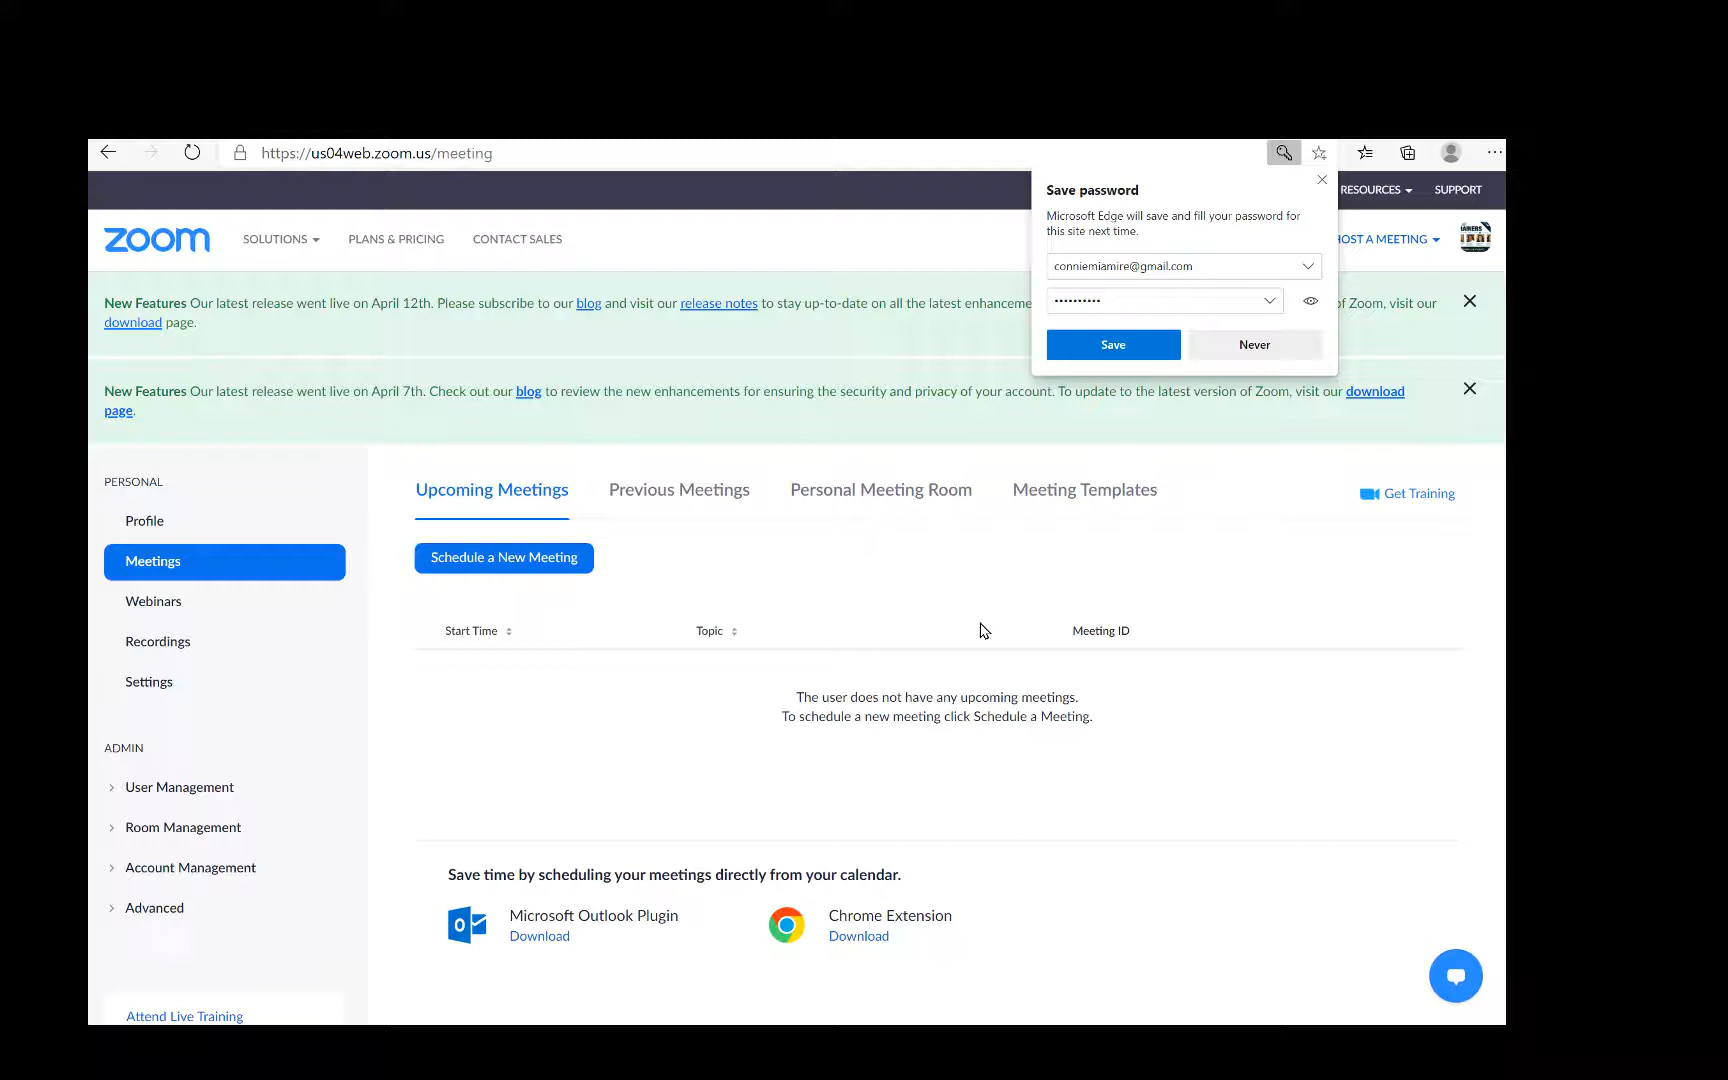 https://us04web.zoom.us/meeting
Save password
Microsoft Edge will save and fill your password for
this site next time.
conniemiamire@gmail.com
••••••••••
Save
Never
RESOURCES
SUPPORT
zoom
SOLUTIONS
PLANS & PRICING
CONTACT SALES
OST A MEETING
New Features Our latest release went live on April 12th. Please subscribe to our blog and visit our release notes to stay up-to-date on all the latest enhanceme of Zoom, visit our
download page.
New Features Our latest release went live on April 7th. Check out our blog to review the new enhancements for ensuring the security and privacy of your account. To update to the latest version of Zoom, visit our download
page.
PERSONAL
Profile
Meetings
Webinars
Recordings
Settings
ADMIN
User Management
Room Management
Account Management
Advanced
Attend Live Training
Upcoming Meetings
Previous Meetings
Personal Meeting Room
Meeting Templates
Get Training
Schedule a New Meeting
Start Time
Topic
Meeting ID
The user does not have any upcoming meetings.
To schedule a new meeting click Schedule a Meeting.
Save time by scheduling your meetings directly from your calendar.
Microsoft Outlook Plugin
Download
Chrome Extension
Download